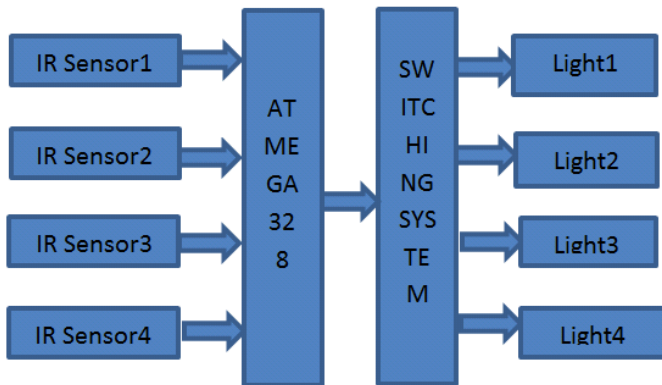 IR Sensor1
IR Sensor2
IR Sensor3
IR Sensor4
AT
ME
GA
32
8
SW
ITC
HI
NG
SYS
TE
M
Light1
Light2
Light3
Light4